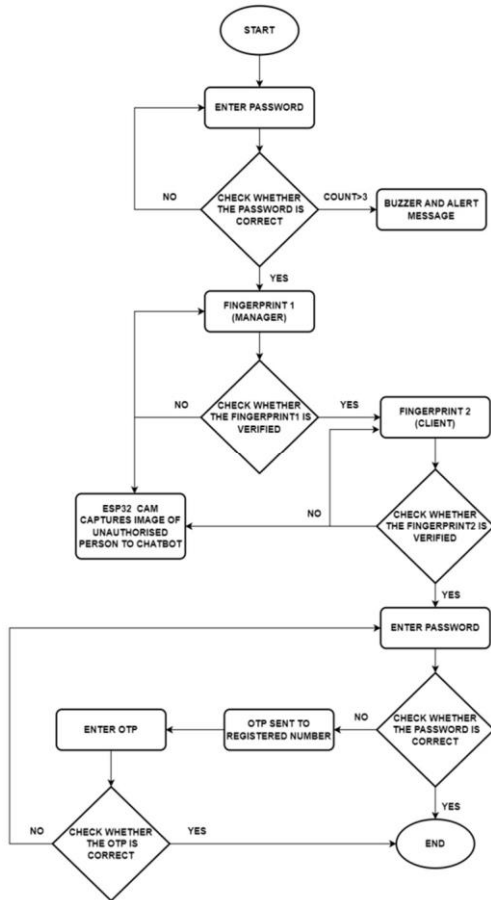 START
ENTER PASSWORD
NO
CHECK WHETHER
THE PASSWORD IS
CORRECT
COUNT>3
BUZZER AND ALERT
MESSAGE
YES
FINGERPRINT 1
(MANAGER)
NO
CHECK WHETHER
THE FINGERPRINT1 IS
VERIFIED
YES
FINGERPRINT 2
(CLIENT)
ESP32 CAM
CAPTURES IMAGE OF
UNAUTHORISED
PERSON TO CHATBOT
NO
CHECK WHETHER
THE FINGERPRINT2 IS
VERIFIED
YES
ENTER PASSWORD
ENTER OTP
OTP SENT TO
REGISTERED NUMBER
NO
CHECK WHETHER
THE PASSWORD IS
CORRECT
YES
NO
CHECK WHETHER
THE OTP IS
CORRECT
YES
END